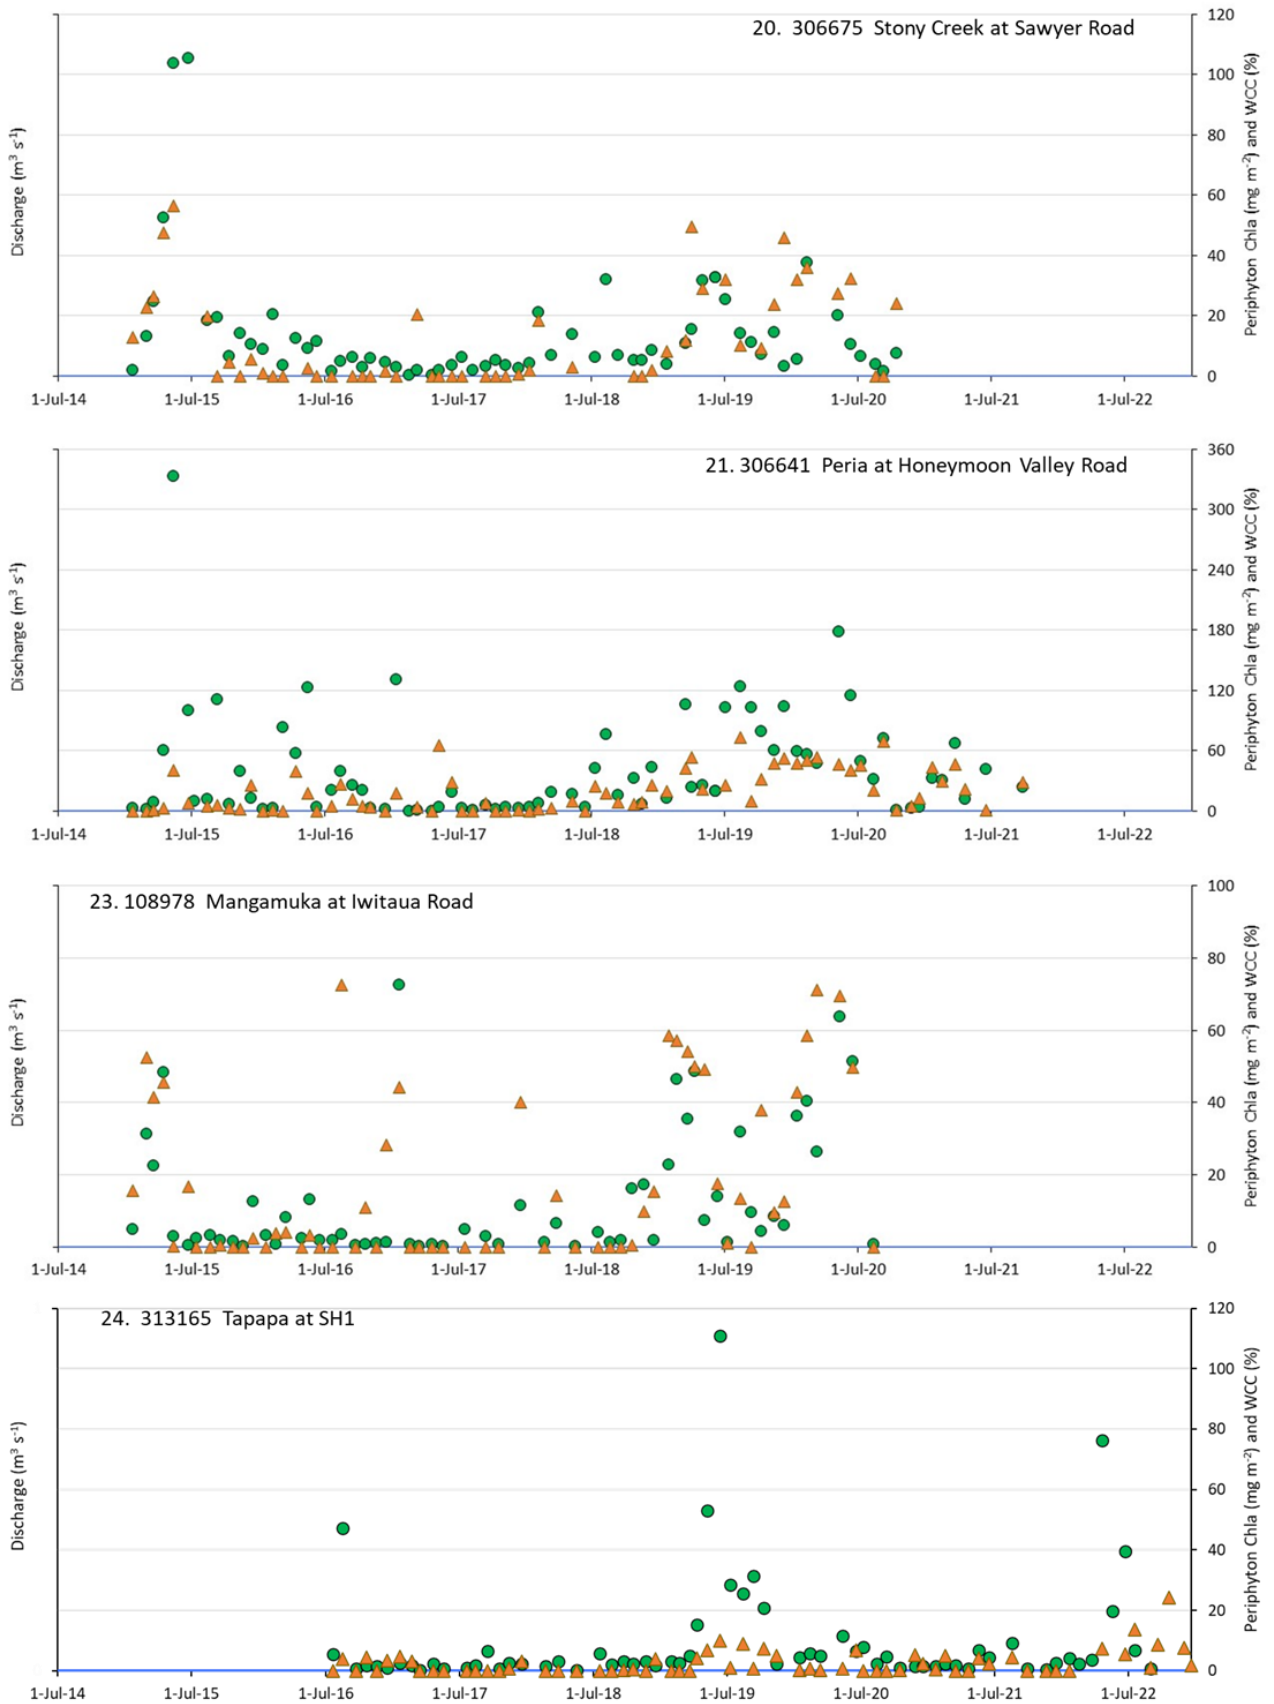 20. 306675 Stony Creek at Sawyer Road
120
100
80
60
40
20
0
Discharge (m³ s⁻¹)
Periphyton Chla (mg m⁻²) and WCC (%)
1-Jul-14 1-Jul-15 1-Jul-16 1-Jul-17 1-Jul-18 1-Jul-19 1-Jul-20 1-Jul-21 1-Jul-22
21. 306641 Peria at Honeymoon Valley Road
360
300
240
180
120
60
0
Discharge (m³ s⁻¹)
Periphyton Chla (mg m⁻²) and WCC (%)
1-Jul-14 1-Jul-15 1-Jul-16 1-Jul-17 1-Jul-18 1-Jul-19 1-Jul-20 1-Jul-21 1-Jul-22
23. 108978 Mangamuka at Iwitaua Road
100
80
60
40
20
0
Discharge (m³ s⁻¹)
Periphyton Chla (mg m⁻²) and WCC (%)
1-Jul-14 1-Jul-15 1-Jul-16 1-Jul-17 1-Jul-18 1-Jul-19 1-Jul-20 1-Jul-21 1-Jul-22
24. 313165 Tapapa at SH1
120
100
80
60
40
20
0
Discharge (m³ s⁻¹)
Periphyton Chla (mg m⁻²) and WCC (%)
1-Jul-14 1-Jul-15 1-Jul-16 1-Jul-17 1-Jul-18 1-Jul-19 1-Jul-20 1-Jul-21 1-Jul-22